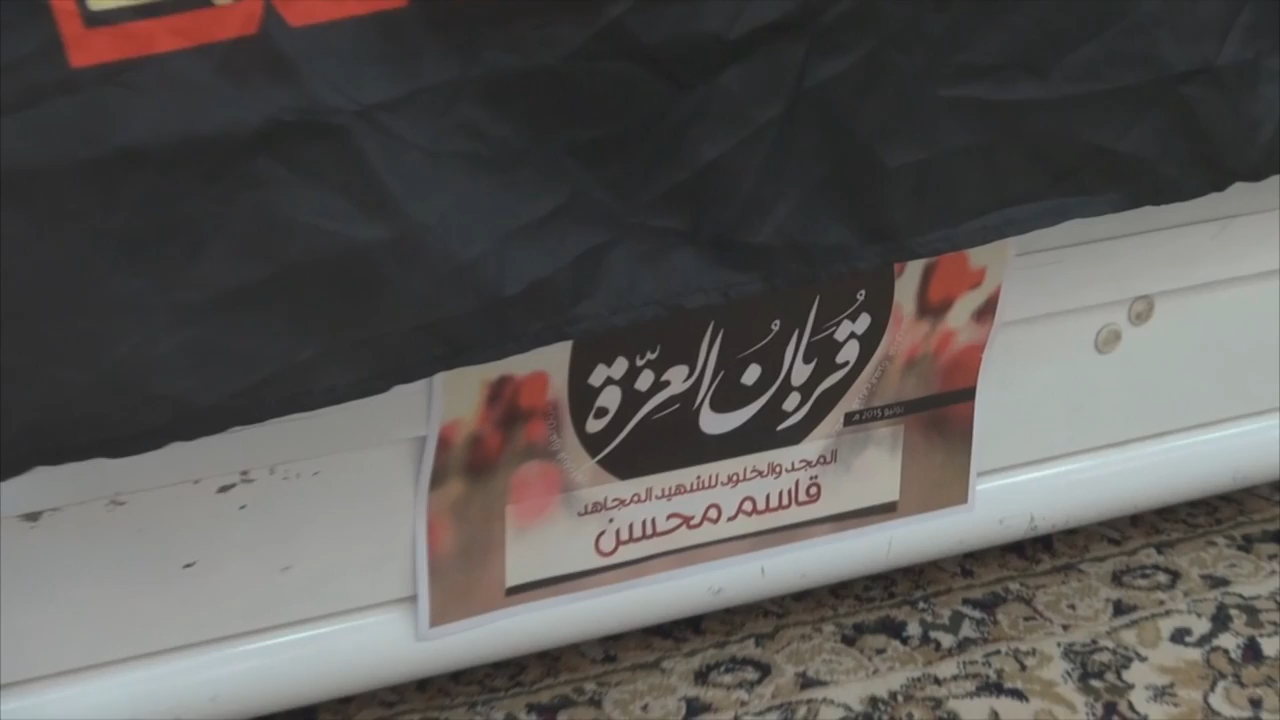 قُربانُ العِزّة
يونيو 2015 م
المجد والخلود للشهيد المجاهد
قاسم محسن